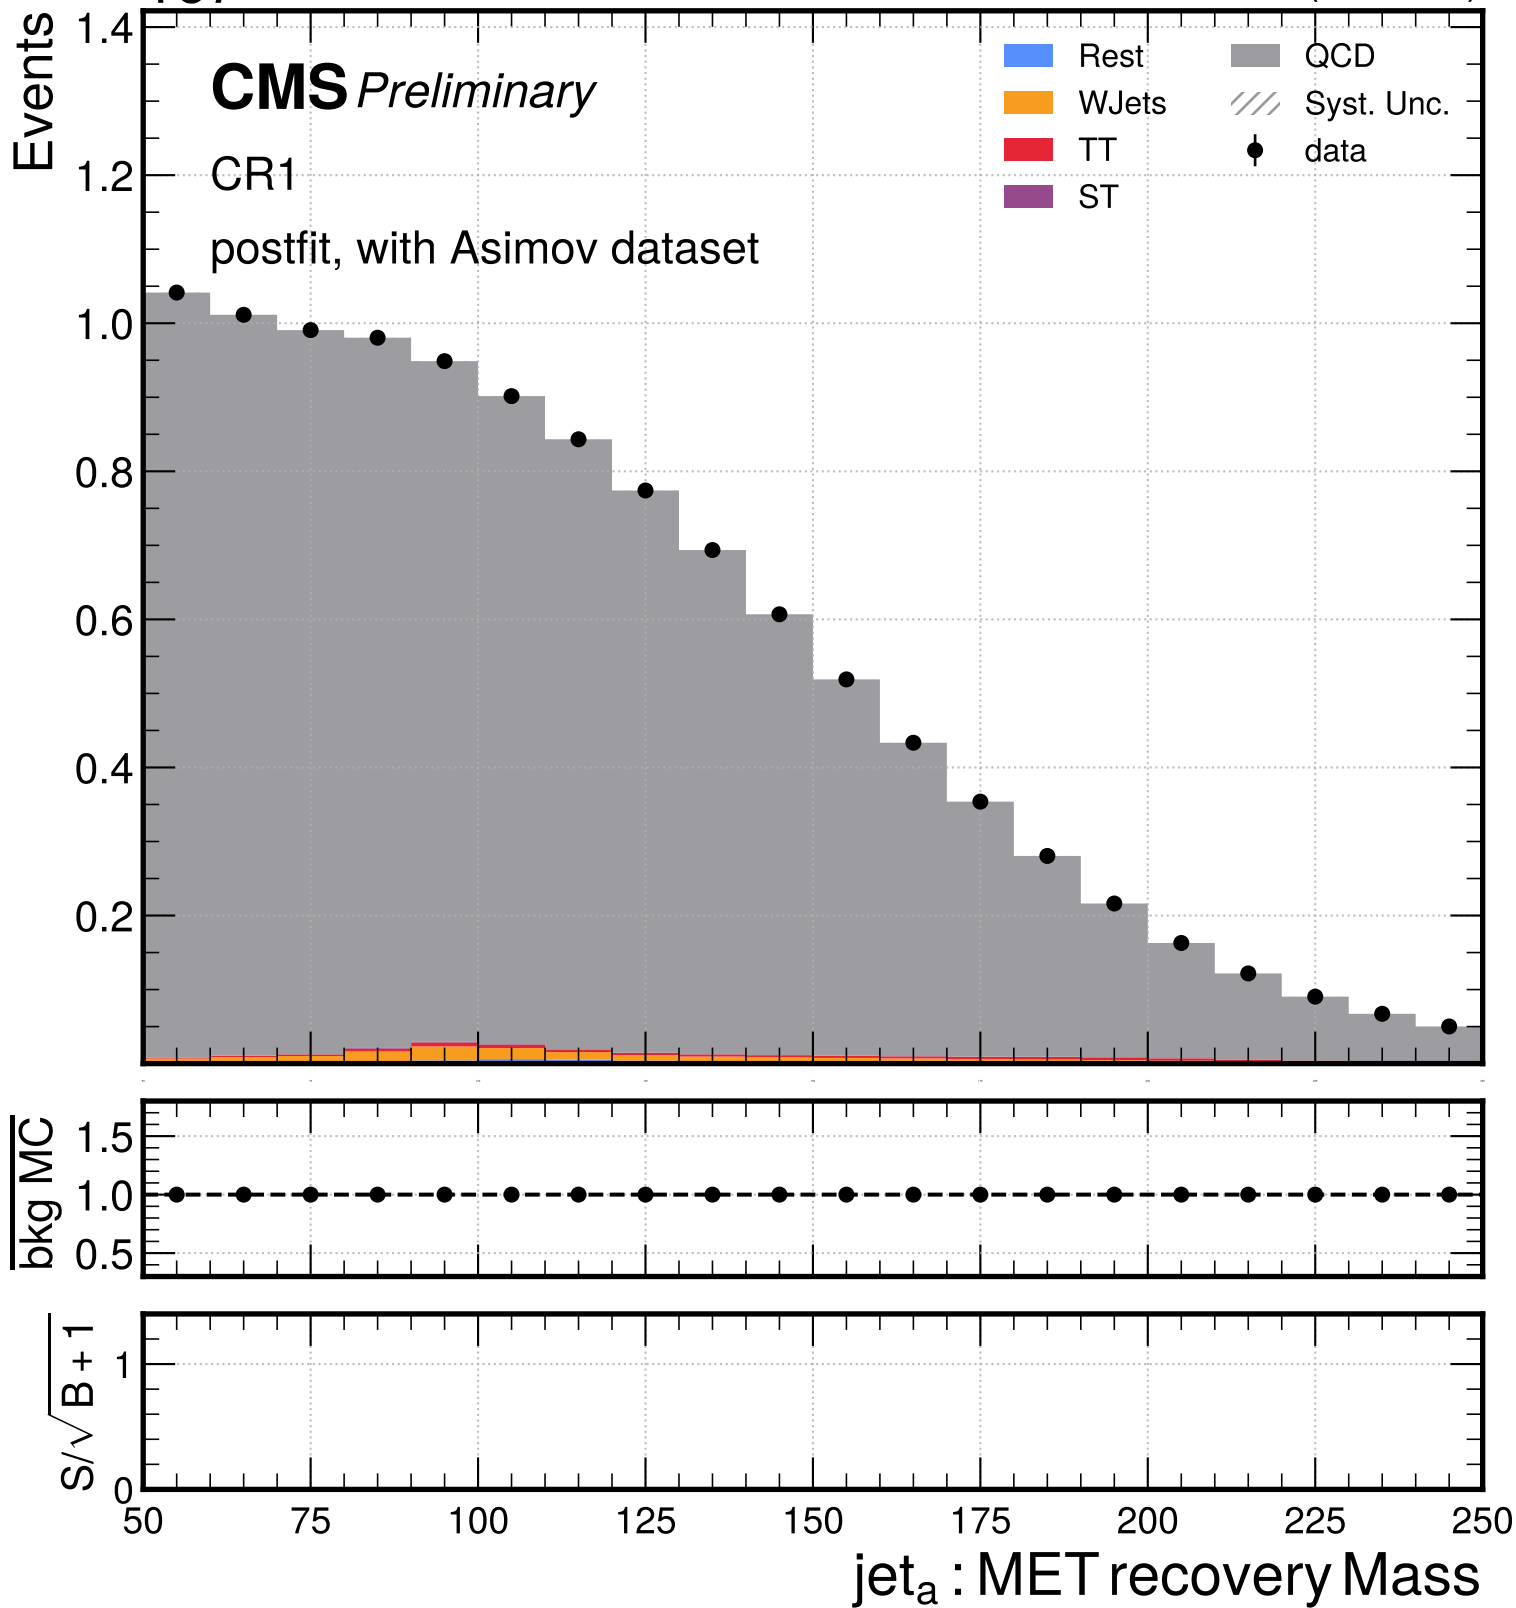 Events
1.4
1.2
1.0
0.8
0.6
0.4
0.2
CMS Preliminary
CR1
postfit, with Asimov dataset
Rest
WJets
TT
ST
QCD
Syst. Unc.
data
bkg MC
1.5
1.0
0.5
S/√B + 1
1
0
50 75 100 125 150 175 200 225 250
jet_a : MET recovery Mass